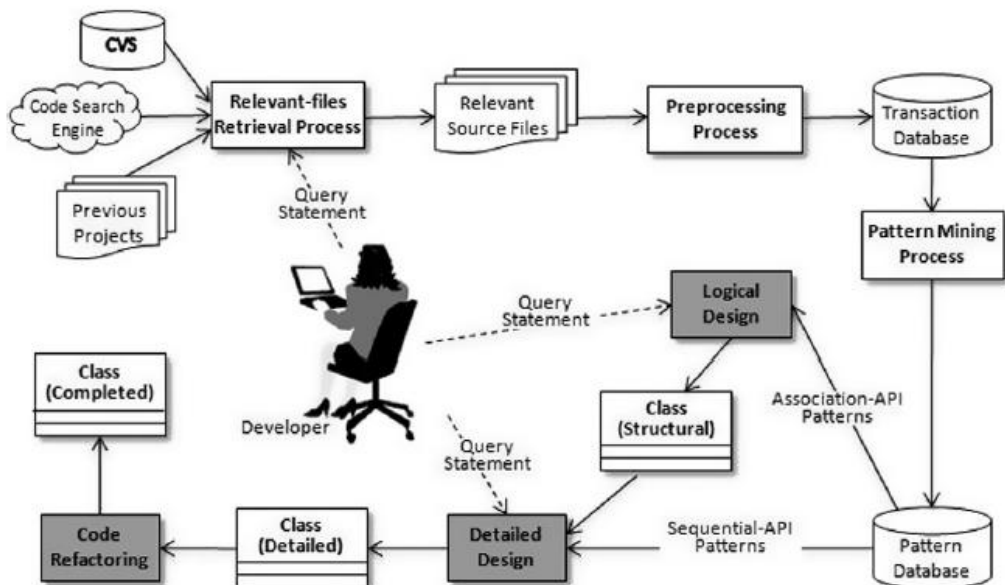 CVS
Code Search
Engine
Previous
Projects
Relevant-files
Retrieval Process
Relevant
Source Files
Preprocessing
Process
Transaction
Database
Query
Statement
Pattern Mining
Process
Logical
Design
Query
Statement
Class
(Completed)
Class
(Structural)
Association-API
Patterns
Developer
Query
Statement
Code
Refactoring
Class
(Detailed)
Detailed
Design
Sequential-API
Patterns
Pattern
Database